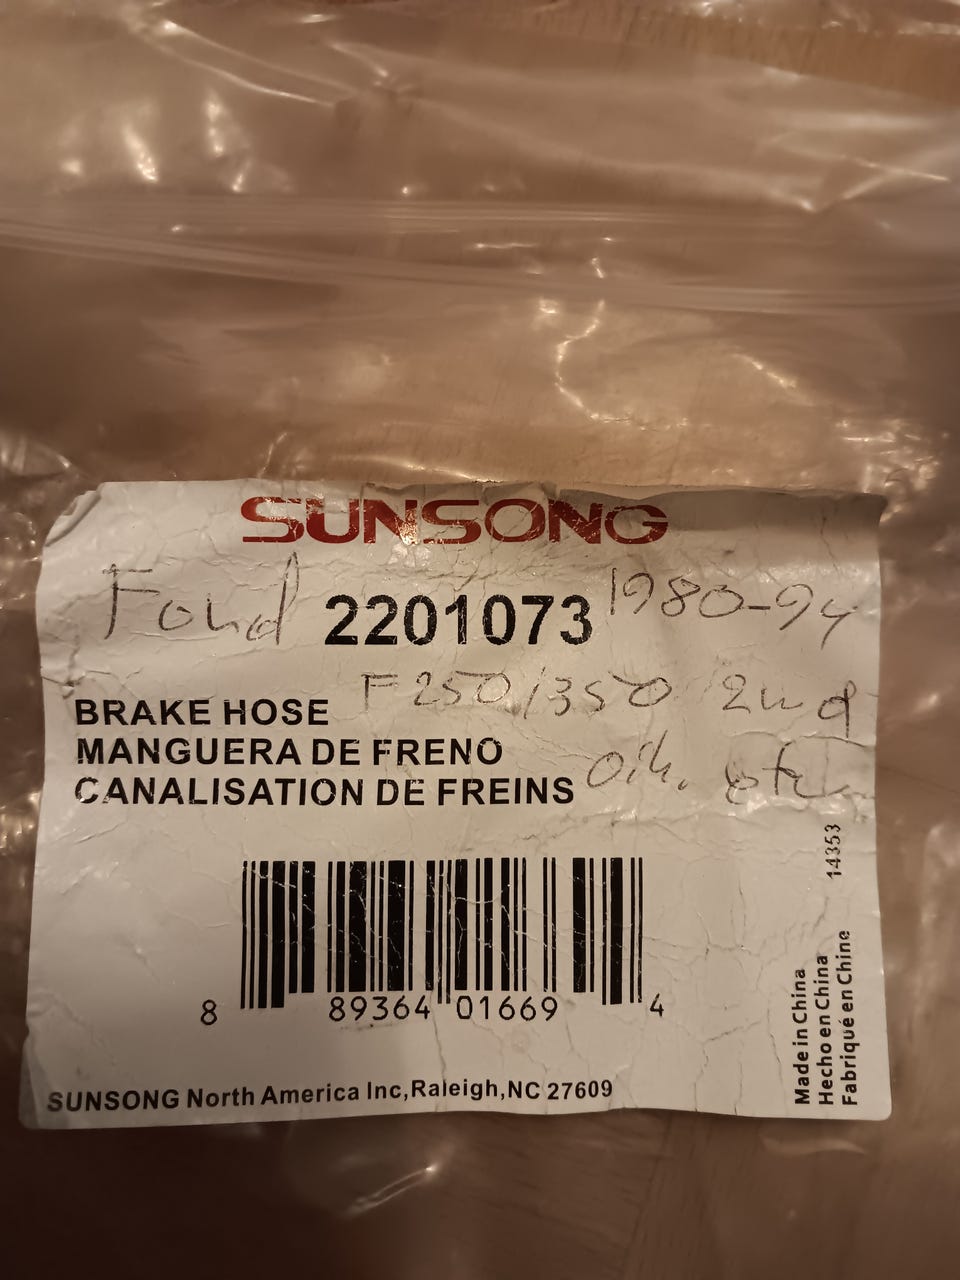 SUNSONG
Ford 2201073 1980-94
F250/350 2wd
BRAKE HOSE
MANGUERA DE FRENO
CANALISATION DE FREINS
14353
8 89364 01669 4
Made in China
Hecho en China
Fabriqué en Chine
SUNSONG North America Inc,Raleigh,NC 27609